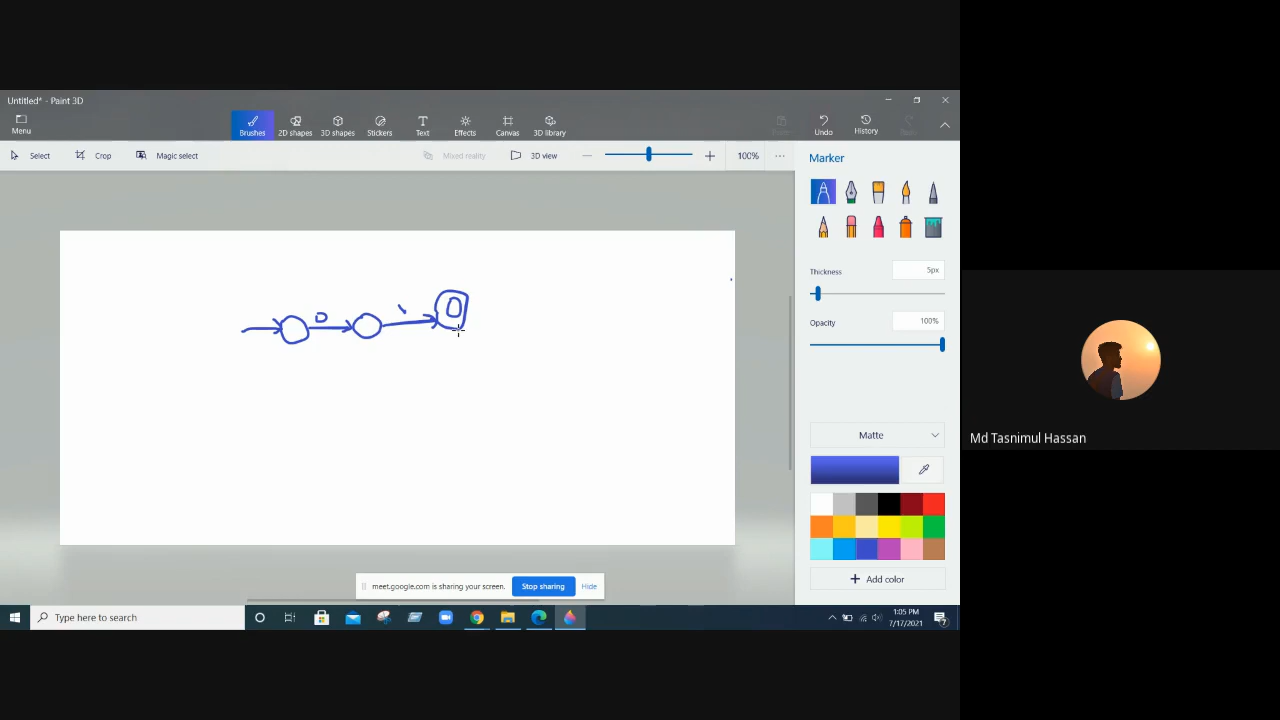 Untitled* - Paint 3D
Menu
Brushes
2D shapes
3D shapes
Stickers
Text
Effects
Canvas
3D library
Undo
History
Select
Crop
Magic select
Mixed reality
3D view
100%
Marker
Thickness
5px
Opacity
100%
Matte
Add color
0
meet.google.com is sharing your screen.
Stop sharing
Hide
Type here to search
1:05 PM
7/17/2021
Md Tasnimul Hassan